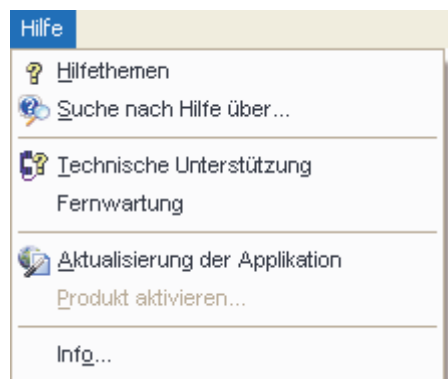 Hilfe
Hilfethemen
Suche nach Hilfe über...
Technische Unterstützung
Fernwartung
Aktualisierung der Applikation
Produkt aktivieren...
Info...